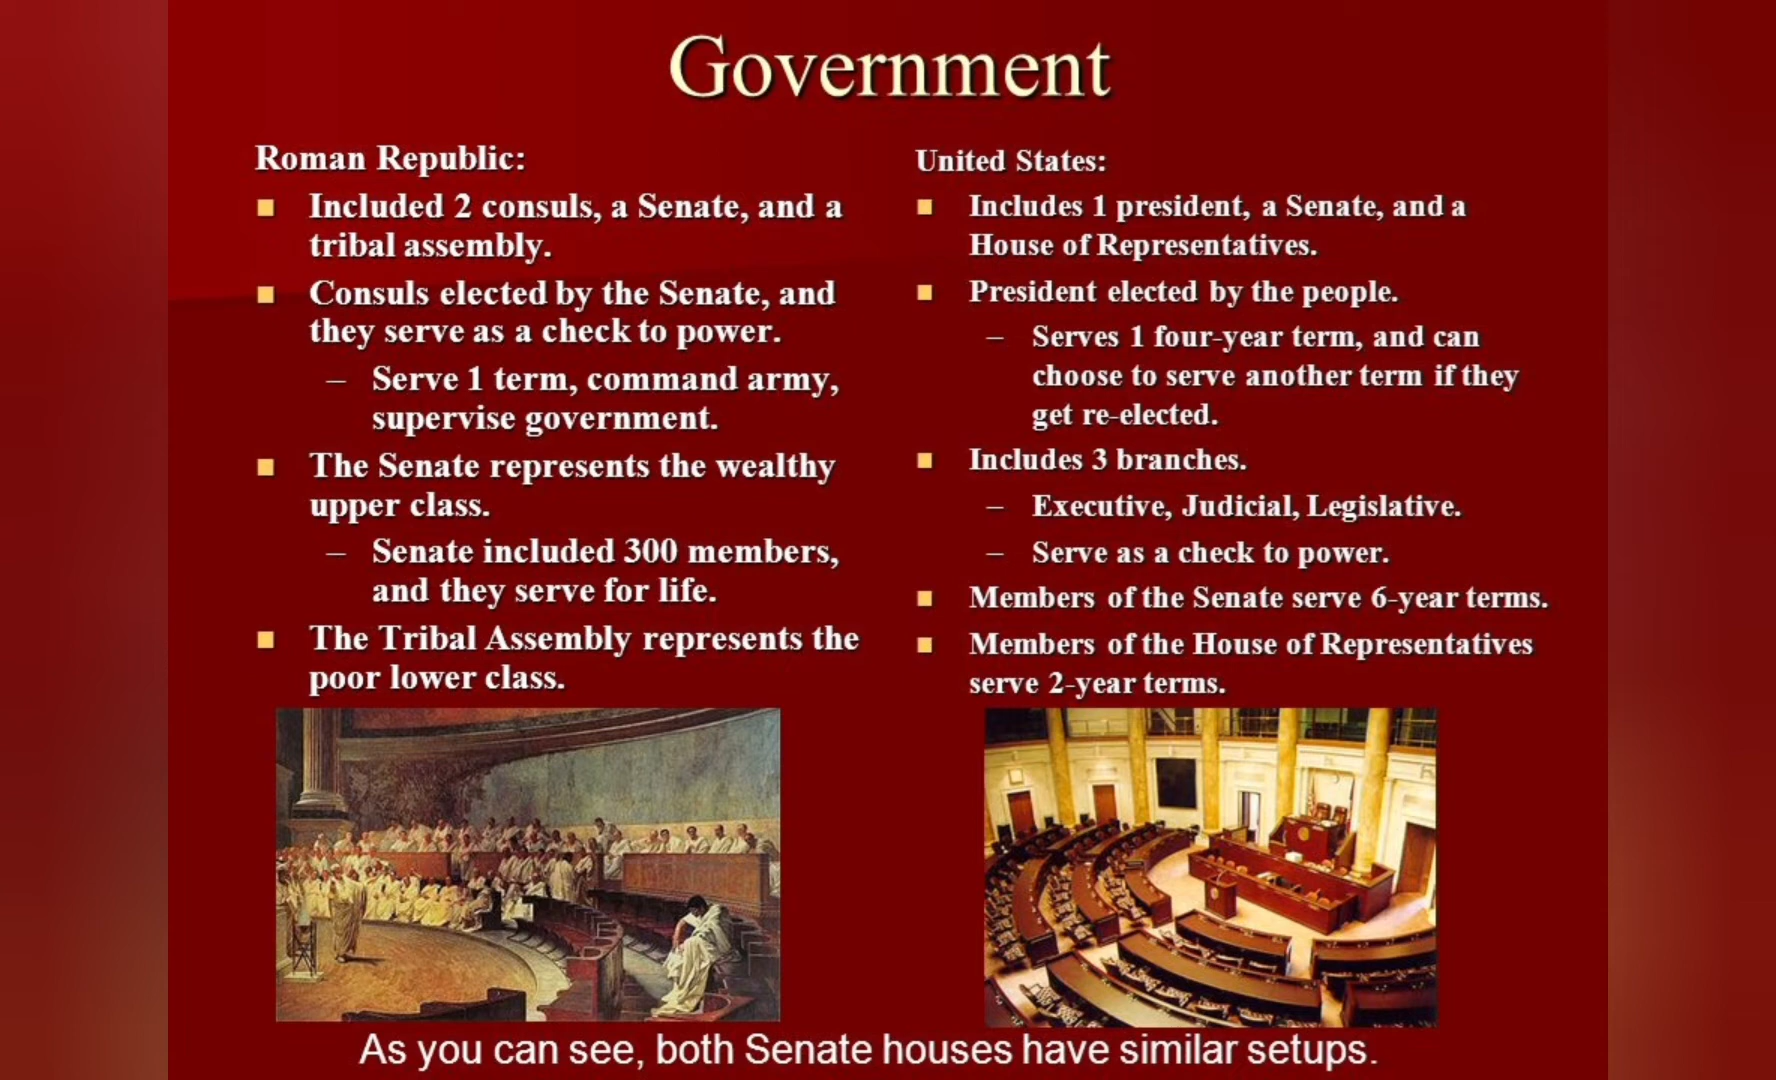 Government
Roman Republic:
■ Included 2 consuls, a Senate, and a
tribal assembly.
■ Consuls elected by the Senate, and
they serve as a check to power.
– Serve 1 term, command army,
supervise government.
■ The Senate represents the wealthy
upper class.
– Senate included 300 members,
and they serve for life.
■ The Tribal Assembly represents the
poor lower class.
United States:
■ Includes 1 president, a Senate, and a
House of Representatives.
■ President elected by the people.
– Serves 1 four-year term, and can
choose to serve another term if they
get re-elected.
■ Includes 3 branches.
– Executive, Judicial, Legislative.
– Serve as a check to power.
■ Members of the Senate serve 6-year terms.
■ Members of the House of Representatives
serve 2-year terms.
As you can see, both Senate houses have similar setups.